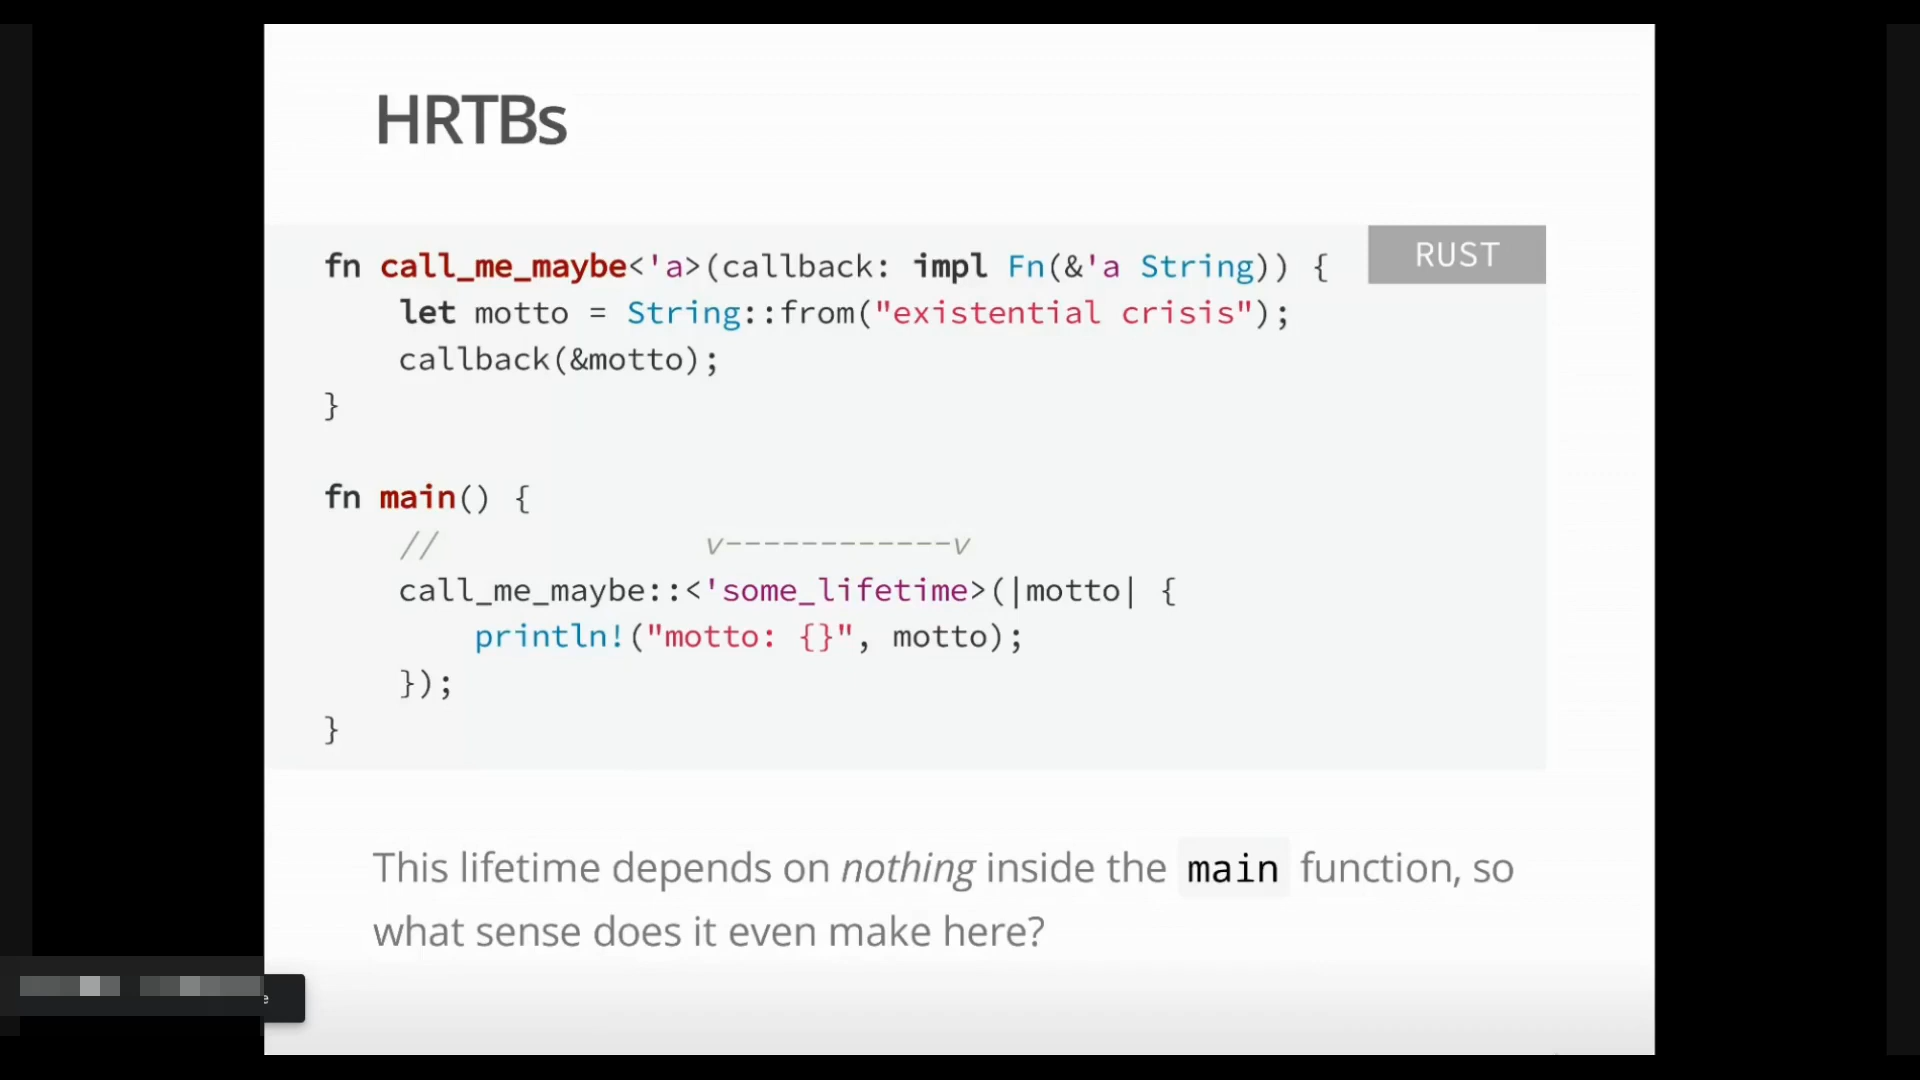 HRTBs
RUST
fn call_me_maybe<'a>(callback: impl Fn(&'a String)) {
    let motto = String::from("existential crisis");
    callback(&motto);
}
fn main() {
    //              v------------v
    call_me_maybe::<'some_lifetime>(|motto| {
        println!("motto: {}", motto);
    });
}
This lifetime depends on nothing inside the main function, so
what sense does it even make here?